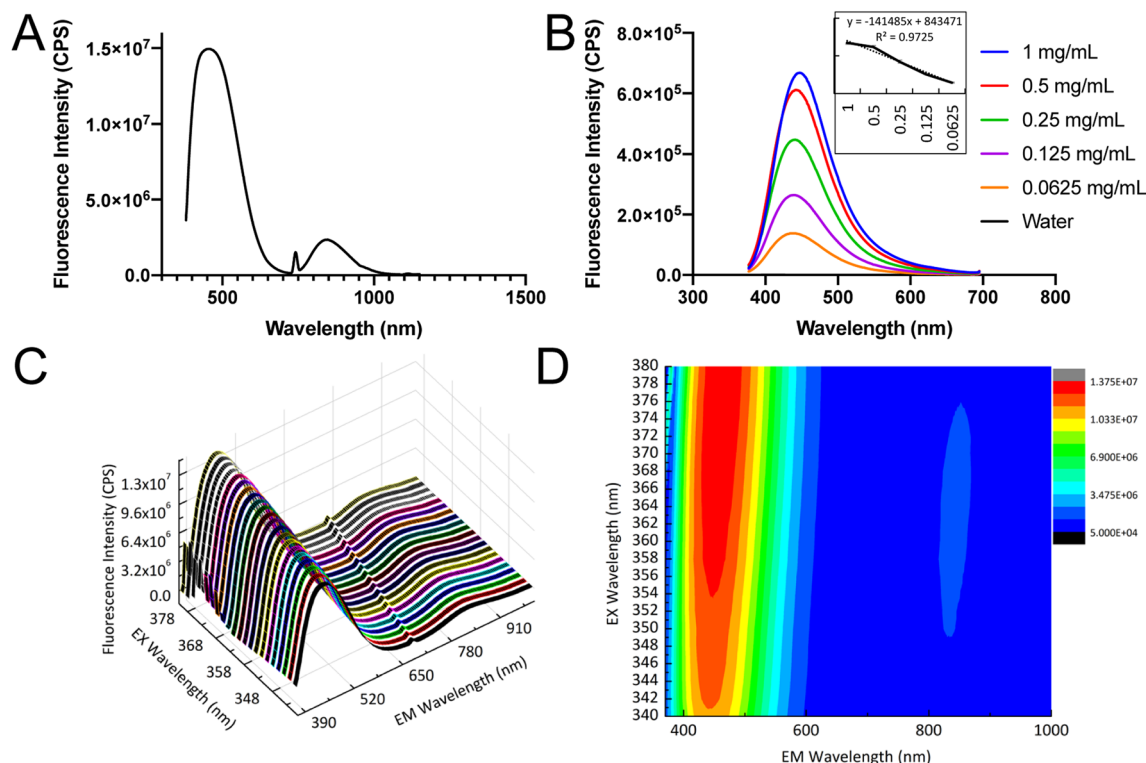 A
Fluorescence Intensity (CPS)
1.5×10⁷
1.0×10⁷
5.0×10⁶
0.0
500
1000
1500
Wavelength (nm)
B
Fluorescence Intensity (CPS)
8.0×10⁵
6.0×10⁵
4.0×10⁵
2.0×10⁵
0.0
300
400
500
600
700
800
Wavelength (nm)
y = -141485x + 843471
R² = 0.9725
1
0.5
0.25
0.125
0.0625
1 mg/mL
0.5 mg/mL
0.25 mg/mL
0.125 mg/mL
0.0625 mg/mL
Water
C
Fluorescence Intensity (CPS)
1.3x10⁷
9.6x10⁶
6.4x10⁶
3.2x10⁶
0.0
378
368
358
348
EX Wavelength (nm)
390
520
650
780
910
EM Wavelength (nm)
D
EX Wavelength (nm)
380
378
376
374
372
370
368
366
364
362
360
358
356
354
352
350
348
346
344
342
340
400
600
800
1000
EM Wavelength (nm)
1.375E+07
1.033E+07
6.900E+06
3.475E+06
5.000E+04